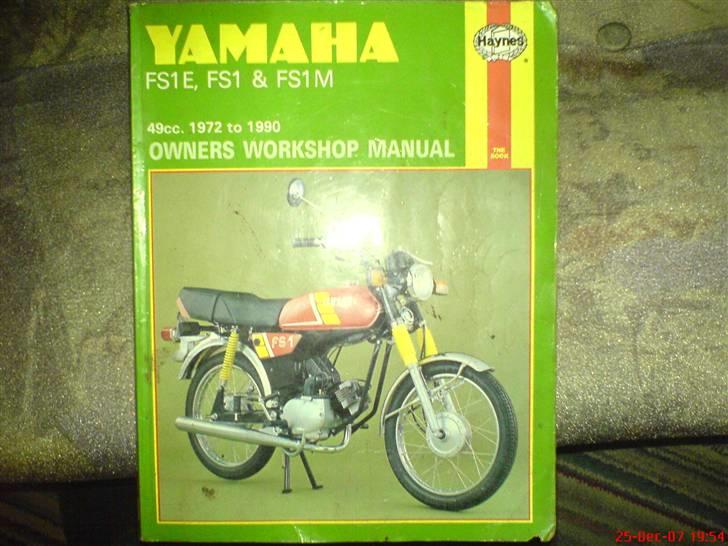 YAMAHA
Haynes
FS1E, FS1 & FS1M
49cc. 1972 to 1990
OWNERS WORKSHOP MANUAL
THE
BOOK
FS1
25-Dec-07 19:54